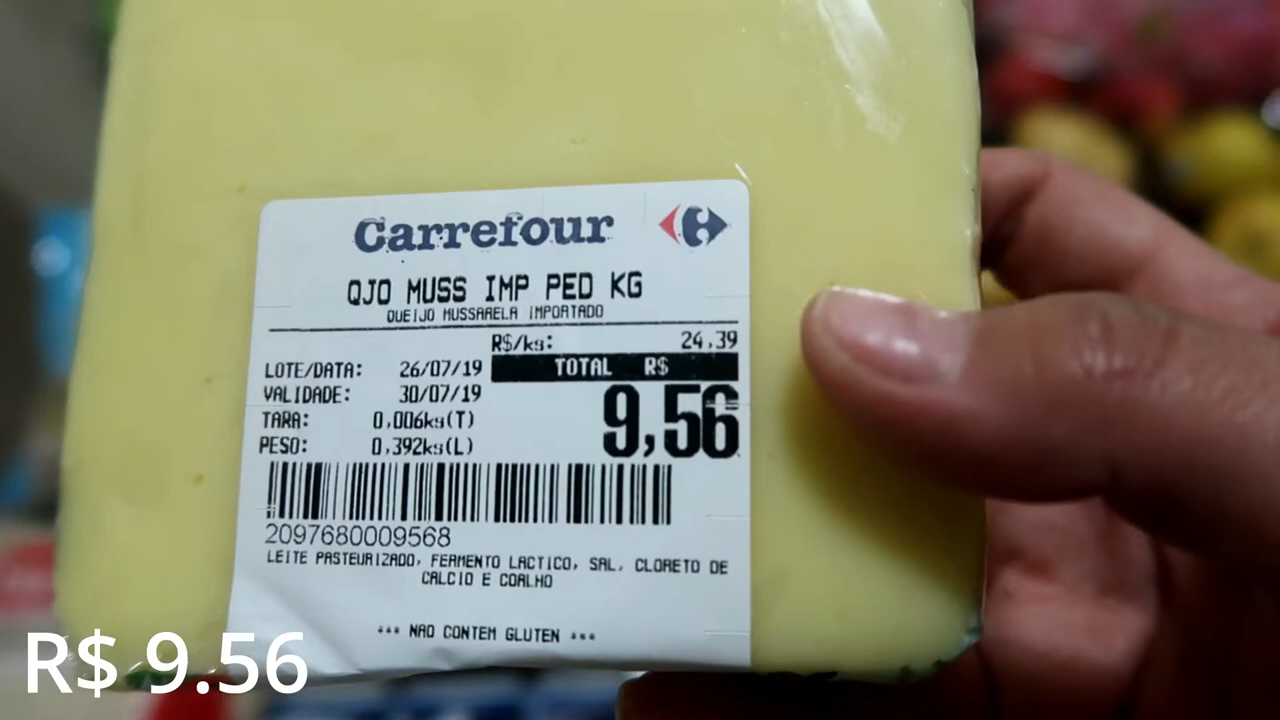 Carrefour
QJO MUSS IMP PED KG
QUEIJO MUSSARELA IMPORTADO
R$/kg: 24,39
LOTE/DATA: 26/07/19
TOTAL R$
VALIDADE: 30/07/19
9,56
TARA: 0,006kg(T)
PESO: 0,392kg(L)
2097680009568
LEITE PASTEURIZADO, FERMENTO LACTICO, SAL, CLORETO DE
CALCIO E COALHO
*** NAO CONTEM GLUTEN ***
R$ 9.56